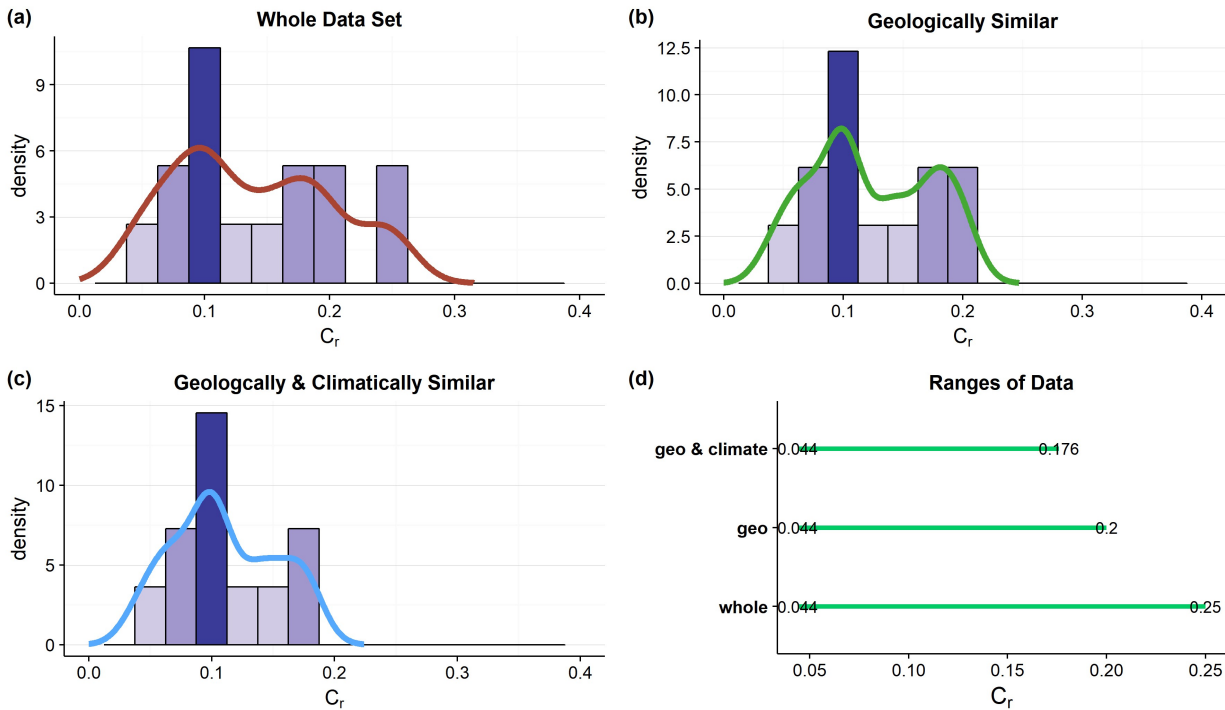 (a)
Whole Data Set
density
9
6
3
0
0.0 0.1 0.2 0.3 0.4
Cr
(b)
Geologically Similar
density
12.5
10.0
7.5
5.0
2.5
0.0
0.0 0.1 0.2 0.3 0.4
Cr
(c)
Geologcally & Climatically Similar
density
15
10
5
0
0.0 0.1 0.2 0.3 0.4
Cr
(d)
Ranges of Data
geo & climate 0.044 0.176
geo 0.044 0.2
whole 0.044 0.25
0.05 0.10 0.15 0.20 0.25
Cr